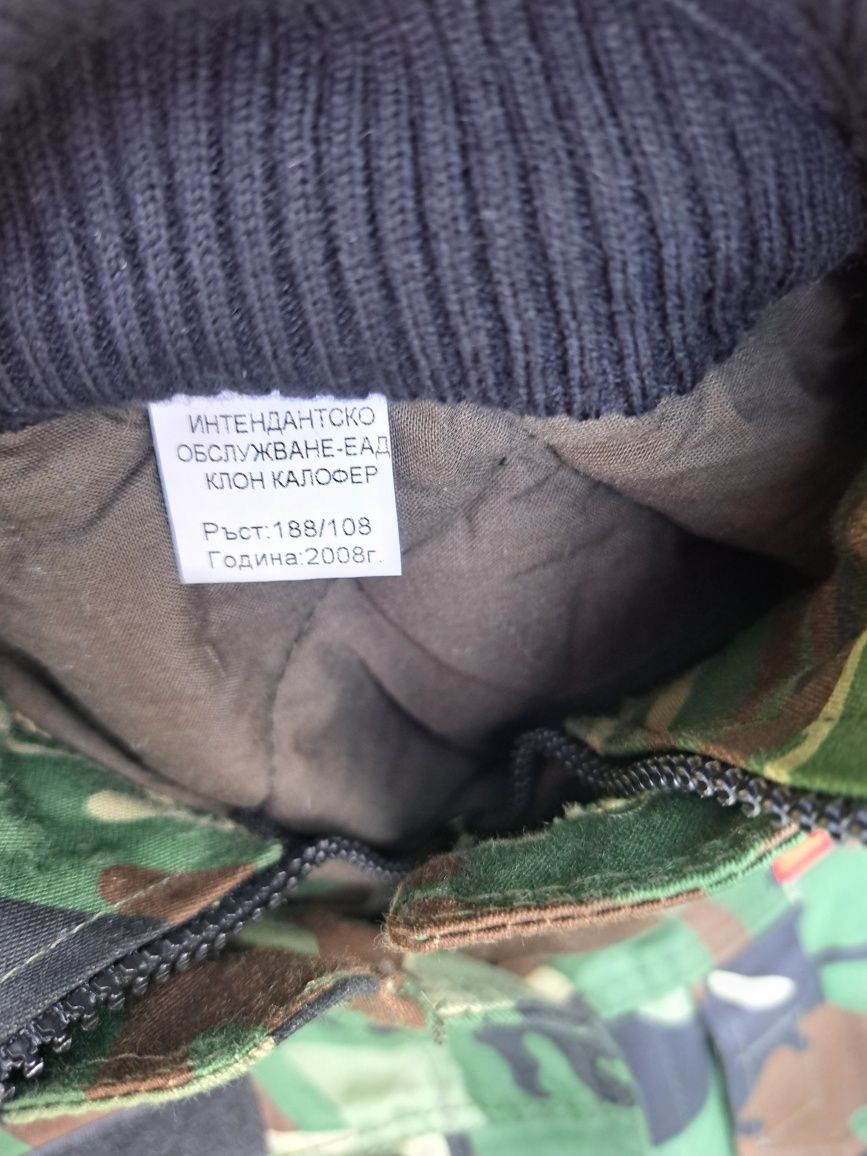 ИНТЕНДАНТСКО
ОБСЛУЖВАНЕ-ЕАД
КЛОН КАЛОФЕР
Ръст:188/108
Година:2008г.